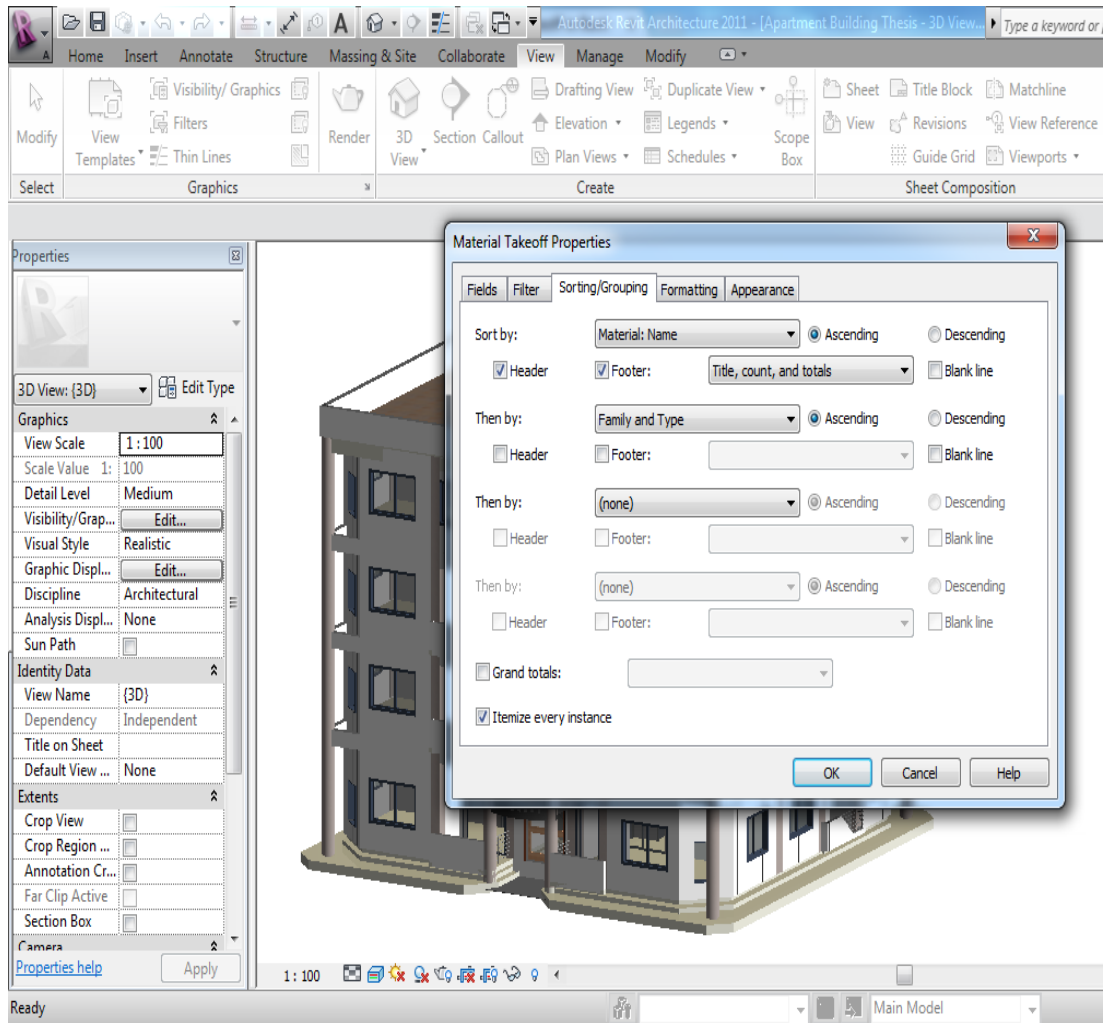 Autodesk Revit Architecture 2011 - [Apartment Building Thesis - 3D View...
Type a keyword or
Home Insert Annotate Structure Massing & Site Collaborate View Manage Modify
Modify
View Templates
Visibility/ Graphics
Filters
Thin Lines
Render
3D View
Section
Callout
Drafting View
Elevation
Plan Views
Duplicate View
Legends
Schedules
Scope Box
Sheet
View
Title Block
Revisions
Guide Grid
Matchline
View Reference
Viewports
Select Graphics Create Sheet Composition
Properties
3D View: {3D} Edit Type
Graphics
View Scale 1 : 100
Scale Value 1: 100
Detail Level Medium
Visibility/Grap... Edit...
Visual Style Realistic
Graphic Displ... Edit...
Discipline Architectural
Analysis Displ... None
Sun Path
Identity Data
View Name {3D}
Dependency Independent
Title on Sheet
Default View ... None
Extents
Crop View
Crop Region ...
Annotation Cr...
Far Clip Active
Section Box
Camera
Properties help Apply
Material Takeoff Properties
Fields Filter Sorting/Grouping Formatting Appearance
Sort by: Material: Name Ascending Descending
Header Footer: Title, count, and totals Blank line
Then by: Family and Type Ascending Descending
Header Footer: Blank line
Then by: (none) Ascending Descending
Header Footer: Blank line
Then by: (none) Ascending Descending
Header Footer: Blank line
Grand totals:
Itemize every instance
OK Cancel Help
1 : 100
Ready Main Model